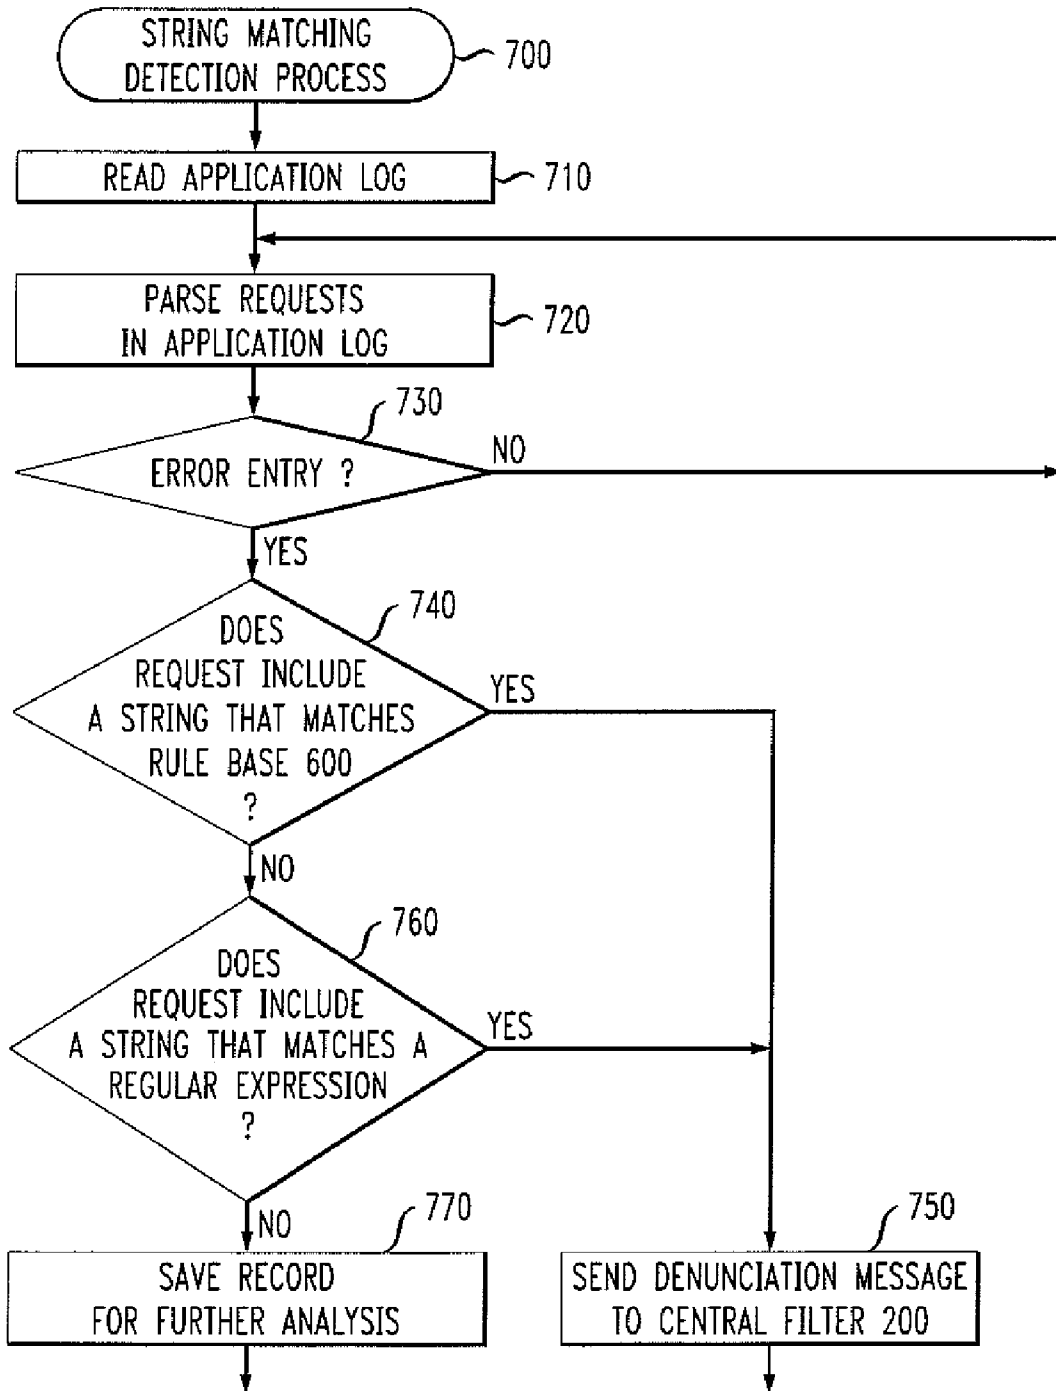 STRING MATCHING
DETECTION PROCESS
700
READ APPLICATION LOG
710
PARSE REQUESTS
IN APPLICATION LOG
720
730
ERROR ENTRY ?
NO
YES
740
DOES
REQUEST INCLUDE
A STRING THAT MATCHES
RULE BASE 600
?
YES
NO
760
DOES
REQUEST INCLUDE
A STRING THAT MATCHES A
REGULAR EXPRESSION
?
YES
NO
770
SAVE RECORD
FOR FURTHER ANALYSIS
750
SEND DENUNCIATION MESSAGE
TO CENTRAL FILTER 200